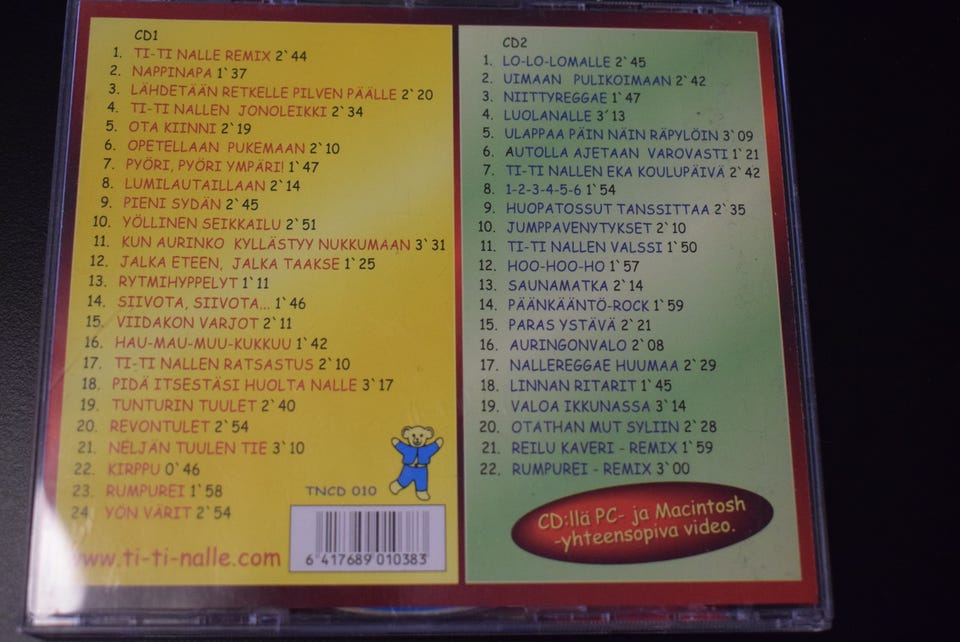 CD1
1. TI-TI NALLE REMIX 2`44
2. NAPPINAPA 1`37
3. LÄHDETÄÄN RETKELLE PILVEN PÄÄLLE 2`20
4. TI-TI NALLEN JONOLEIKKI 2`34
5. OTA KIINNI 2`19
6. OPETELLAAN PUKEMAAN 2`10
7. PYÖRI, PYÖRI YMPÄRI! 1`47
8. LUMILAUTAILLAAN 2`14
9. PIENI SYDÄN 2`45
10. YÖLLINEN SEIKKAILU 2`51
11. KUN AURINKO KYLLÄSTYY NUKKUMAAN 3`31
12. JALKA ETEEN, JALKA TAAKSE 1`25
13. RYTMIHYPPELYT 1`11
14. SIIVOTA, SIIVOTA... 1`46
15. VIIDAKON VARJOT 2`11
16. HAU-MAU-MUU-KUKKUU 1`42
17. TI-TI NALLEN RATSASTUS 2`10
18. PIDÄ ITSESTÄSI HUOLTA NALLE 3`17
19. TUNTURIN TUULET 2`40
20. REVONTULET 2`54
21. NELJÄN TUULEN TIE 3`10
22. KIRPPU 0`46
23. RUMPUREI 1`58
24. YÖN VÄRIT 2`54
TNCD 010
www.ti-ti-nalle.com
6 417689 010383
CD2
1. LO-LO-LOMALLE 2`45
2. UIMAAN PULIKOIMAAN 2`42
3. NIITTYREGGAE 1`47
4. LUOLANALLE 3´13
5. ULAPPAA PÄIN NÄIN RÄPYLÖIN 3`09
6. AUTOLLA AJETAAN VAROVASTI 1`21
7. TI-TI NALLEN EKA KOULUPÄIVÄ 2`42
8. 1-2-3-4-5-6 1`54
9. HUOPATOSSUT TANSSITTAA 2`35
10. JUMPPAVENYTYKSET 2`10
11. TI-TI NALLEN VALSSI 1`50
12. HOO-HOO-HO 1`57
13. SAUNAMATKA 2`14
14. PÄÄNKÄÄNTÖ-ROCK 1`59
15. PARAS YSTÄVÄ 2`21
16. AURINGONVALO 2`08
17. NALLEREGGAE HUUMAA 2`29
18. LINNAN RITARIT 1`45
19. VALOA IKKUNASSA 3`14
20. OTATHAN MUT SYLIIN 2`28
21. REILU KAVERI - REMIX 1`59
22. RUMPUREI - REMIX 3`00
CD:llä PC- ja Macintosh
-yhteensopiva video.